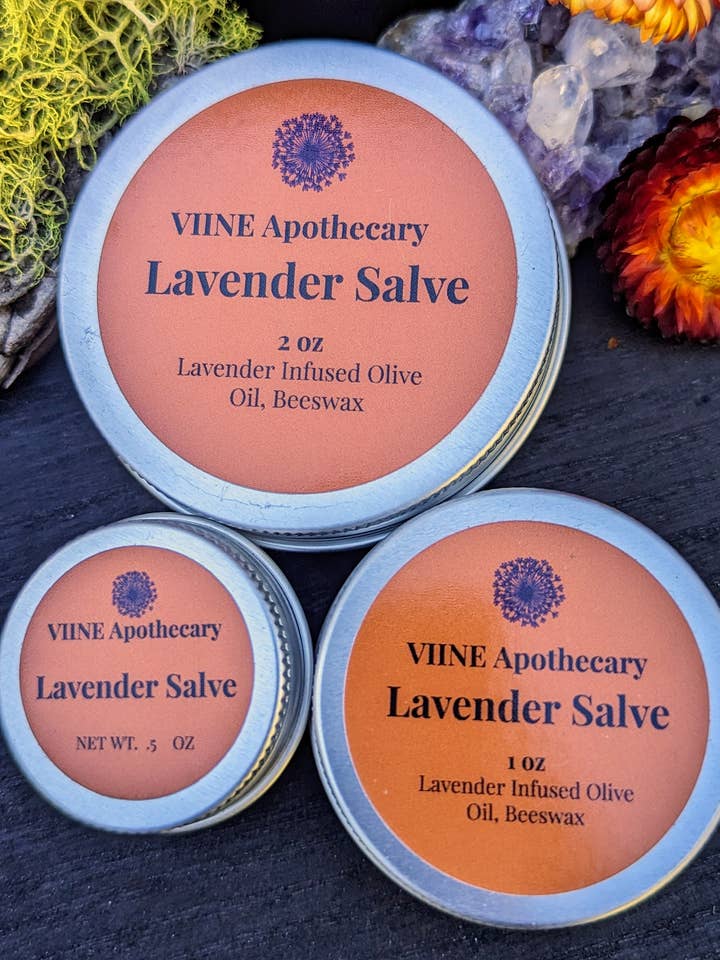 VIINE Apothecary
Lavender Salve
2 oz
Lavender Infused Olive
Oil, Beeswax
VIINE Apothecary
Lavender Salve
NET WT. .5 OZ
VIINE Apothecary
Lavender Salve
1 oz
Lavender Infused Olive
Oil, Beeswax